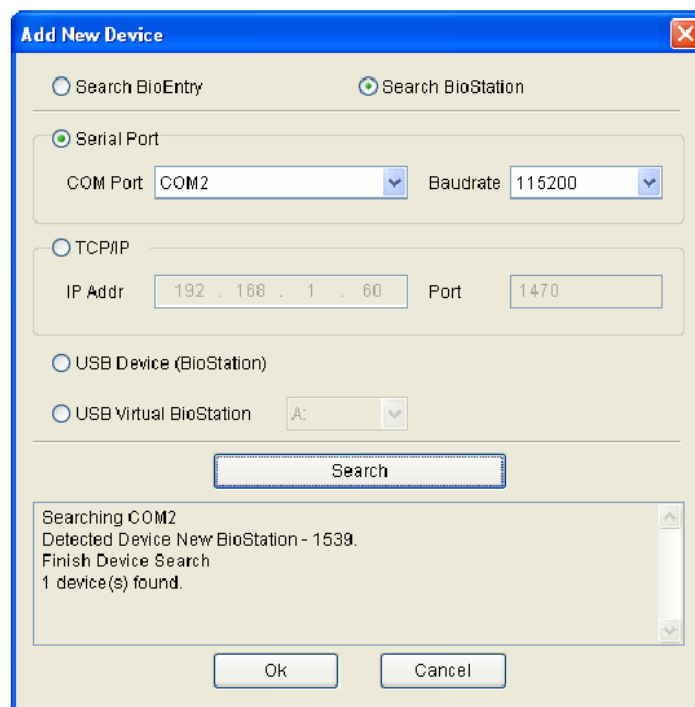 Add New Device
Search BioEntry Search BioStation
Serial Port
COM Port COM2 Baudrate 115200
TCP/IP
IP Addr 192 . 168 . 1 . 60 Port 1470
USB Device (BioStation)
USB Virtual BioStation A:
Search
Searching COM2
Detected Device New BioStation - 1539.
Finish Device Search
1 device(s) found.
Ok Cancel